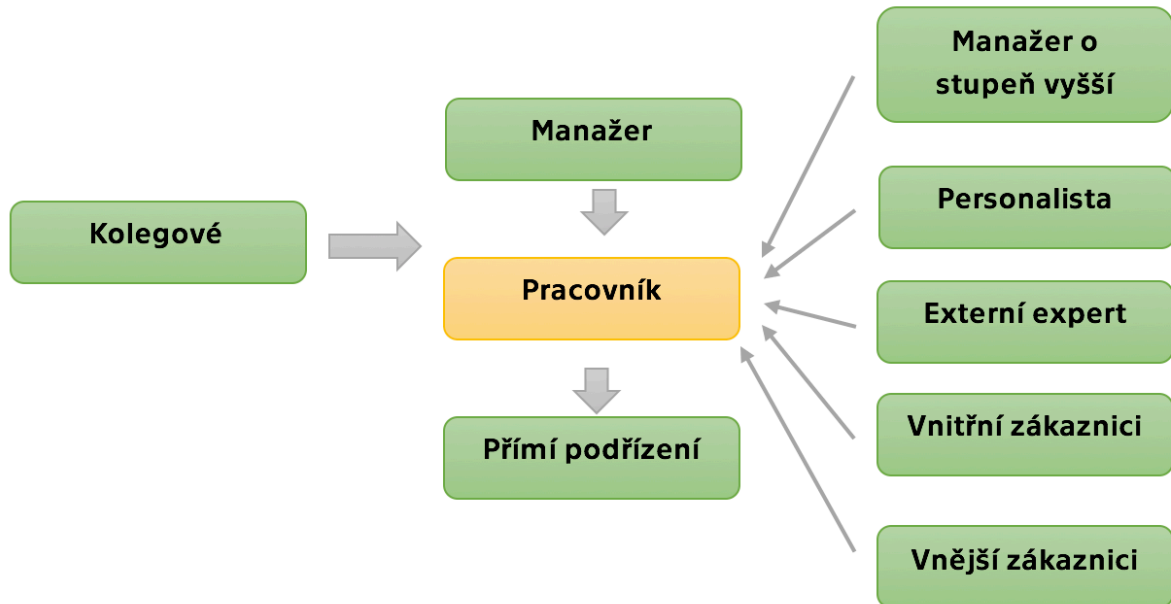 Manažer o
stupeň vyšší
Manažer
Personalista
Kolegové
Pracovník
Externí expert
Přímí podřízení
Vnitřní zákaznici
Vnější zákaznici